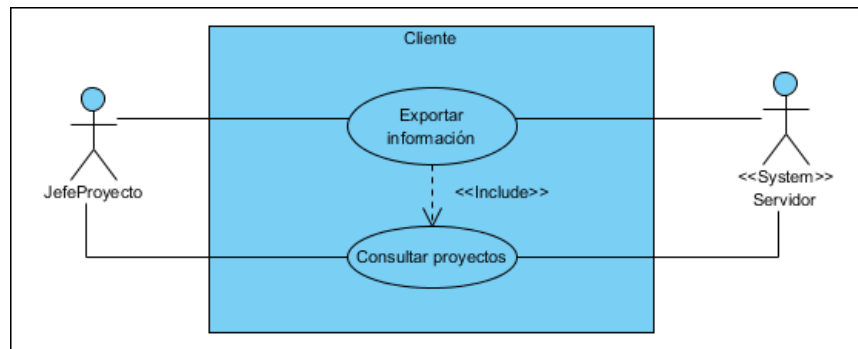 Cliente
Exportar
información
JefeProyecto
<<System>>
Servidor
<<Include>>
Consultar proyectos